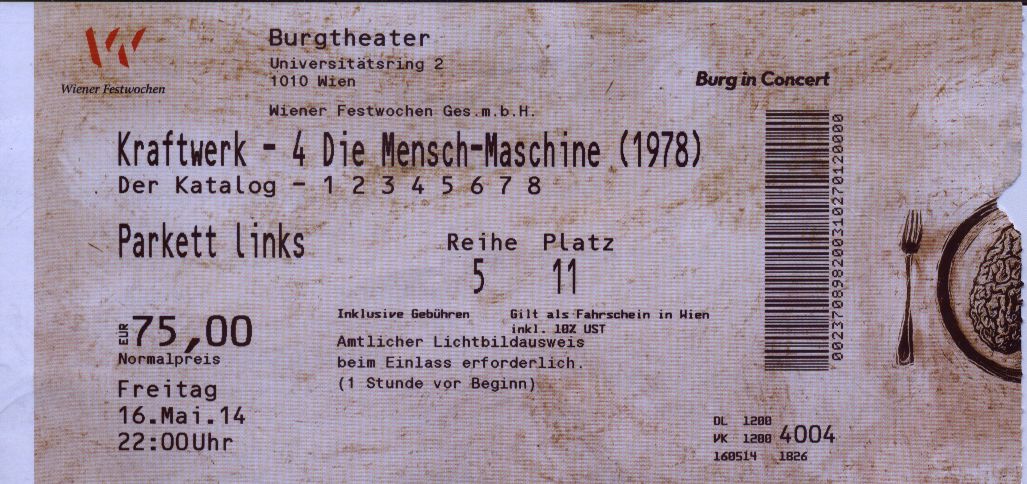 Burgtheater
Universitätsring 2
1010 Wien
Wiener Festwochen
Burg in Concert
Wiener Festwochen Ges.m.b.H.
Kraftwerk - 4 Die Mensch-Maschine (1978)
Der Katalog - 1 2 3 4 5 6 7 8
Parkett links
Reihe Platz
5 11
Inklusive Gebühren Gilt als Fahrschein in Wien
inkl. 10% UST
EUR 75,00
Normalpreis
Amtlicher Lichtbildausweis
beim Einlass erforderlich.
(1 Stunde vor Beginn)
Freitag
16.Mai.14
22:00Uhr
002370898200310270120000
DL 1200
VK 1200 4004
160514 1826